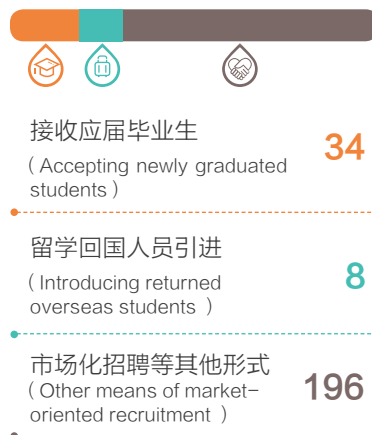 接收应届毕业生
34
( Accepting newly graduated
students )
留学回国人员引进
8
( Introducing returned
overseas students )
市场化招聘等其他形式
196
( Other means of market-
oriented recruitment )